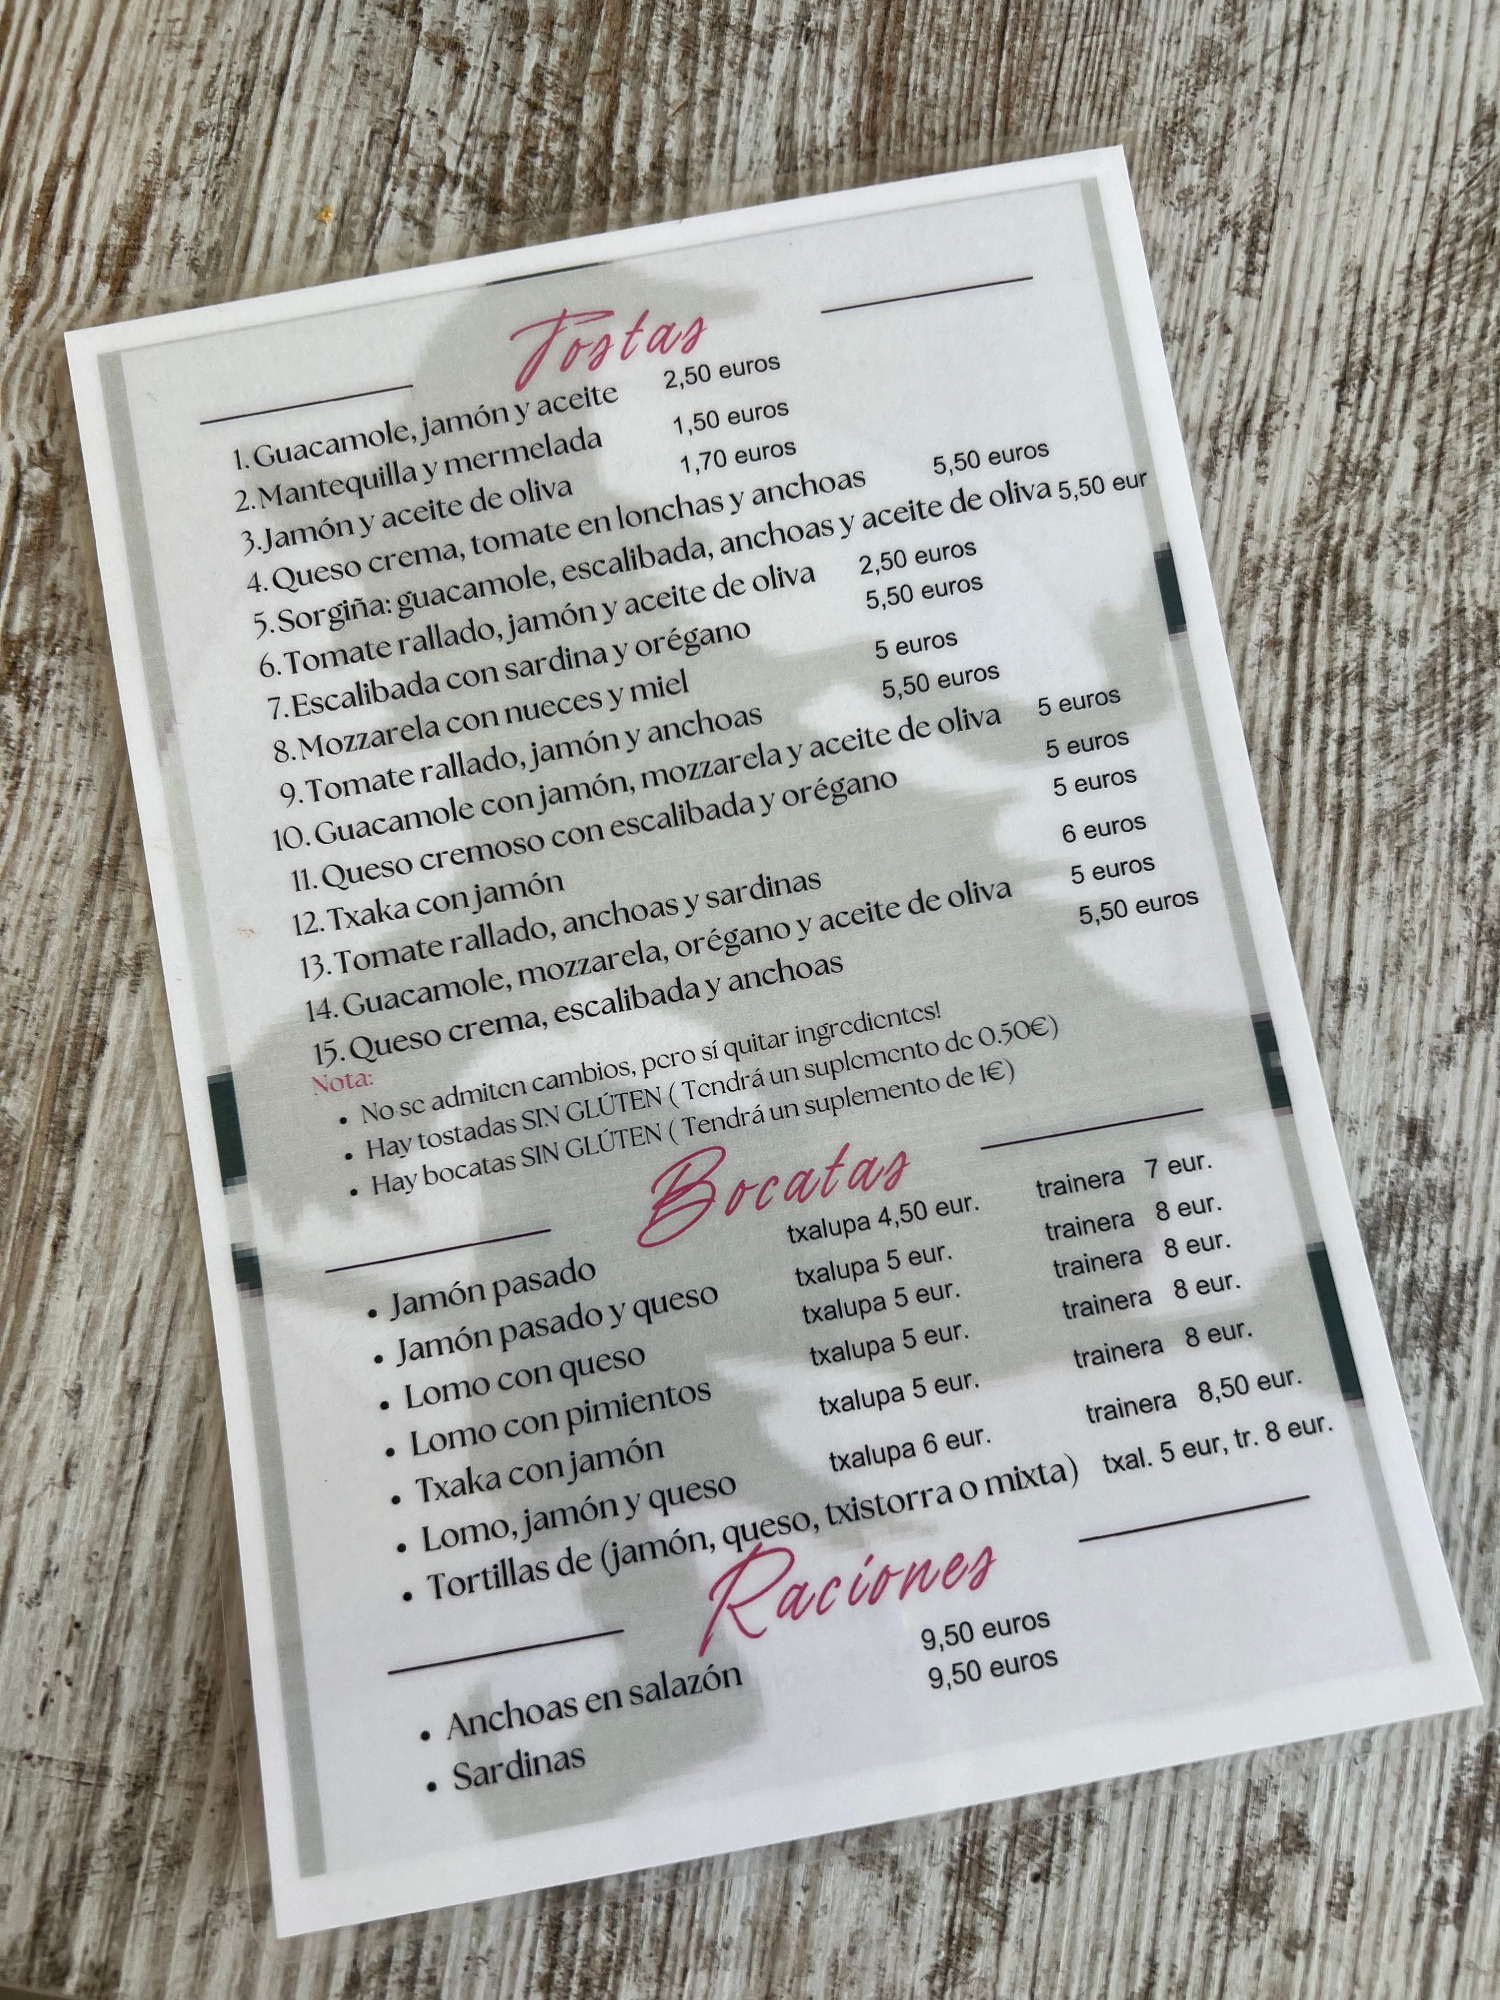 Tostas
1. Guacamole, jamón y aceite 2,50 euros
2. Mantequilla y mermelada 1,50 euros
3. Jamón y aceite de oliva 1,70 euros
4. Queso crema, tomate en lonchas y anchoas 5,50 euros
5. Sorgiña: guacamole, escalibada, anchoas y aceite de oliva 5,50 eur
6. Tomate rallado, jamón y aceite de oliva 2,50 euros
7. Escalibada con sardina y orégano 5,50 euros
8. Mozzarela con nueces y miel 5 euros
9. Tomate rallado, jamón y anchoas 5,50 euros
10. Guacamole con jamón, mozzarela y aceite de oliva 5 euros
11. Queso cremoso con escalibada y orégano 5 euros
12. Txaka con jamón 5 euros
13. Tomate rallado, anchoas y sardinas 6 euros
14. Guacamole, mozzarela, orégano y aceite de oliva 5 euros
15. Queso crema, escalibada y anchoas 5,50 euros
Nota:
• No se admiten cambios, pero sí quitar ingredientes!
• Hay tostadas SIN GLÚTEN ( Tendrá un suplemento de 0.50€)
• Hay bocatas SIN GLÚTEN ( Tendrá un suplemento de 1€)
Bocatas
• Jamón pasado txalupa 4,50 eur. trainera 7 eur.
• Jamón pasado y queso txalupa 5 eur. trainera 8 eur.
• Lomo con queso txalupa 5 eur. trainera 8 eur.
• Lomo con pimientos txalupa 5 eur. trainera 8 eur.
• Txaka con jamón txalupa 5 eur. trainera 8 eur.
• Lomo, jamón y queso txalupa 6 eur. trainera 8,50 eur.
• Tortillas de (jamón, queso, txistorra o mixta) txal. 5 eur, tr. 8 eur.
Raciones
• Anchoas en salazón 9,50 euros
• Sardinas 9,50 euros